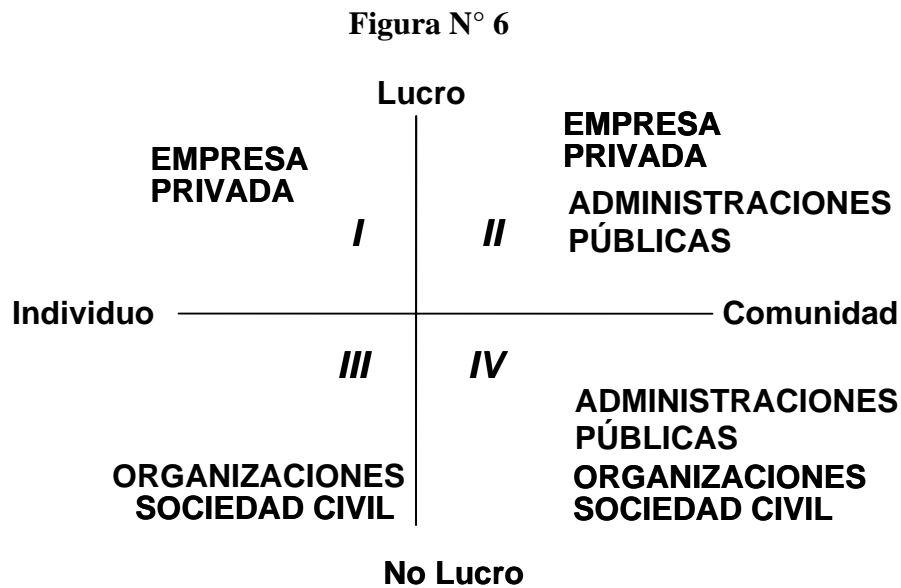 Figura N° 6
Lucro
EMPRESA
PRIVADA
EMPRESA
PRIVADA
ADMINISTRACIONES
PÚBLICAS
I
II
Individuo
Comunidad
III
IV
ORGANIZACIONES
SOCIEDAD CIVIL
ADMINISTRACIONES
PÚBLICAS
ORGANIZACIONES
SOCIEDAD CIVIL
No Lucro